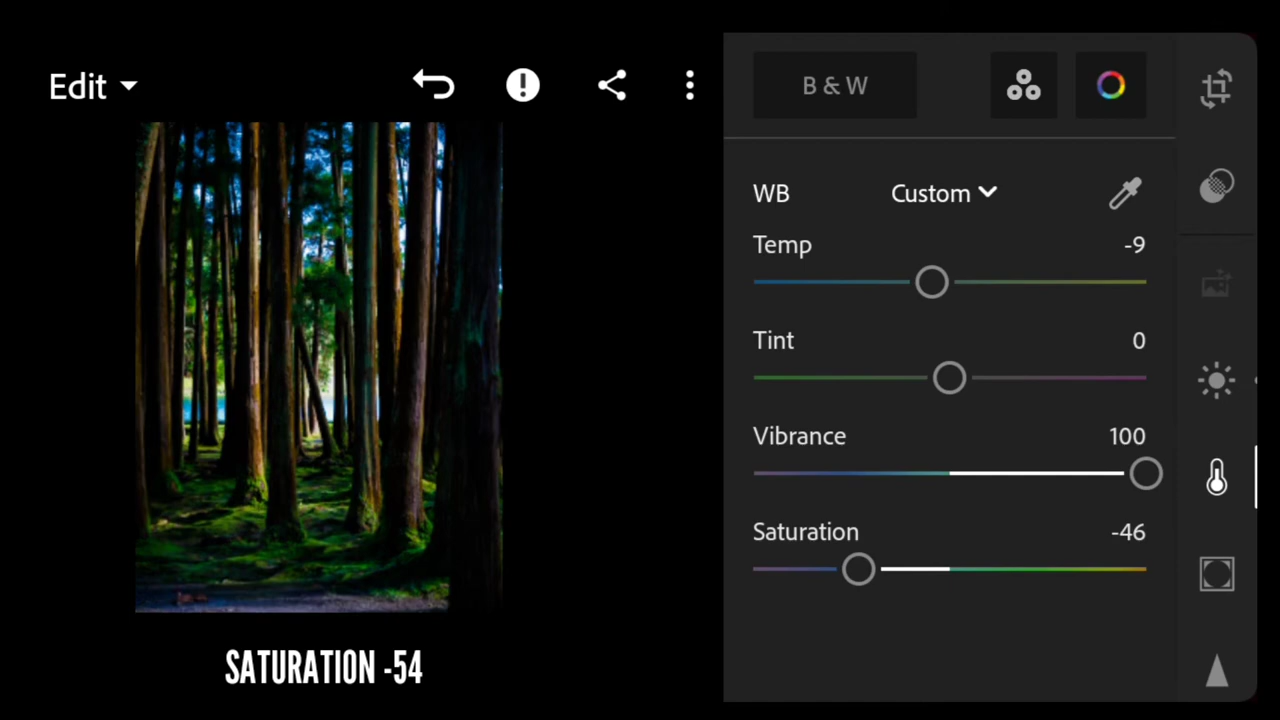 Edit
B & W
WB Custom
Temp -9
Tint 0
Vibrance 100
Saturation -46
SATURATION -54